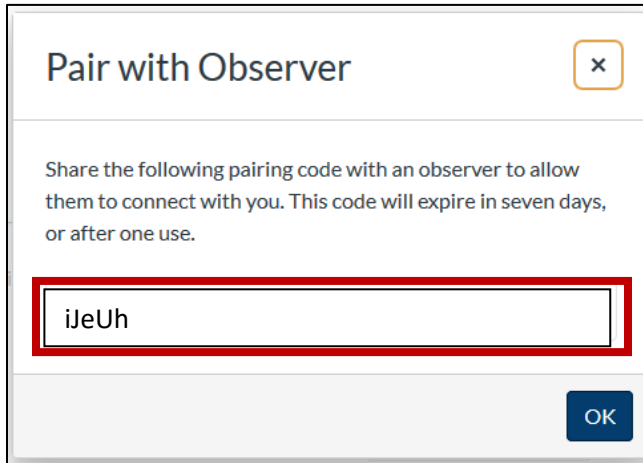 Pair with Observer
×
Share the following pairing code with an observer to allow
them to connect with you. This code will expire in seven days,
or after one use.
iJeUh
OK